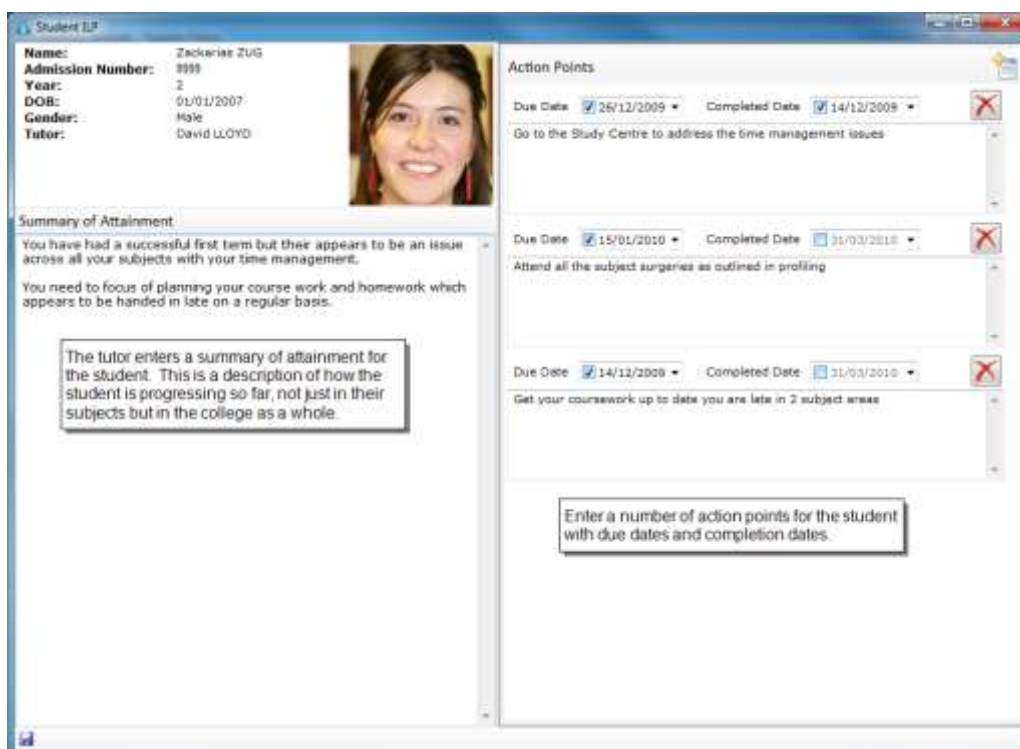 Student ILP
Name: Zackarias ZUG
Admission Number: 9999
Year: 2
DOB: 01/01/2007
Gender: Male
Tutor: David LLOYD
Summary of Attainment
You have had a successful first term but their appears to be an issue
across all your subjects with your time management.
You need to focus of planning your course work and homework which
appears to be handed in late on a regular basis.
The tutor enters a summary of attainment for
the student. This is a description of how the
student is progressing so far, not just in their
subjects but in the college as a whole.
Action Points
Due Date 26/12/2009 Completed Date 14/12/2009
Go to the Study Centre to address the time management issues
Due Date 15/01/2010 Completed Date 31/03/2010
Attend all the subject surgeries as outlined in profiling
Due Date 14/12/2009 Completed Date 31/03/2010
Get your coursework up to date you are late in 2 subject areas
Enter a number of action points for the student
with due dates and completion dates.